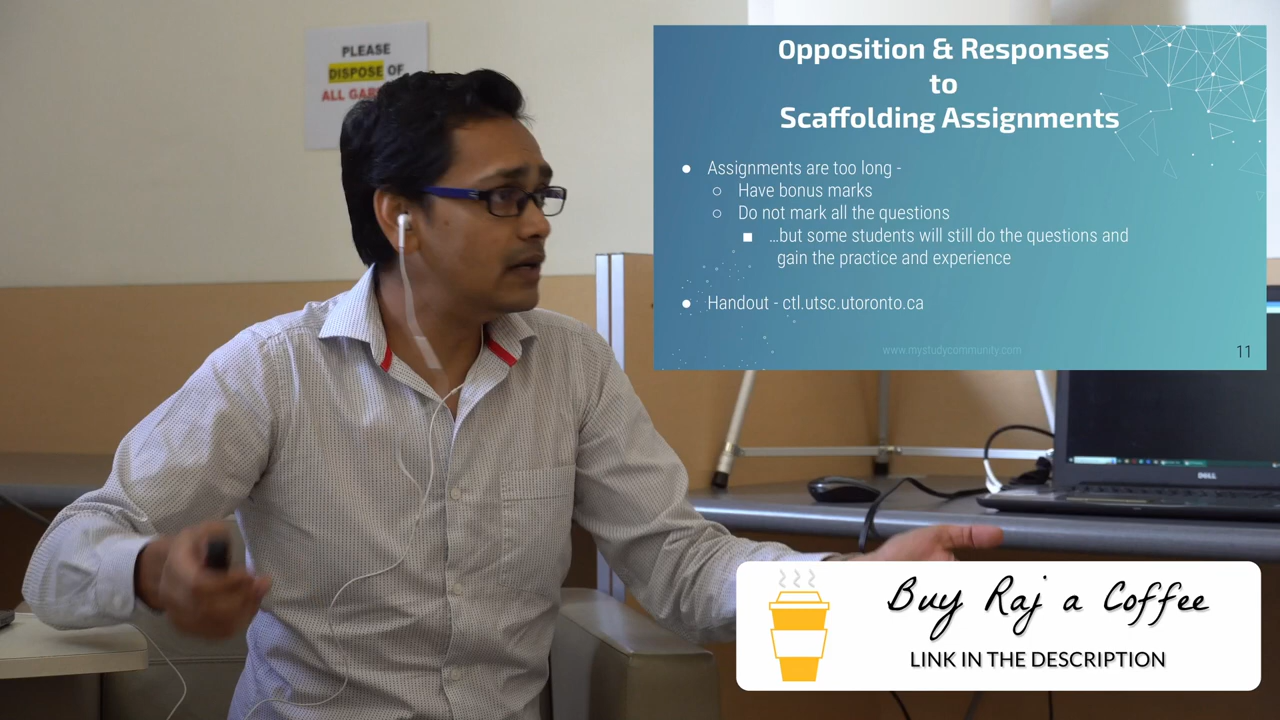 PLEASE
DISPOSE OF
ALL
Opposition & Responses
to
Scaffolding Assignments
● Assignments are too long -
○ Have bonus marks
○ Do not mark all the questions
■ ...but some students will still do the questions and
gain the practice and experience
● Handout - ctl.utsc.utoronto.ca
www.mystudycommunity.com
11
DELL
Buy Raj a Coffee
LINK IN THE DESCRIPTION